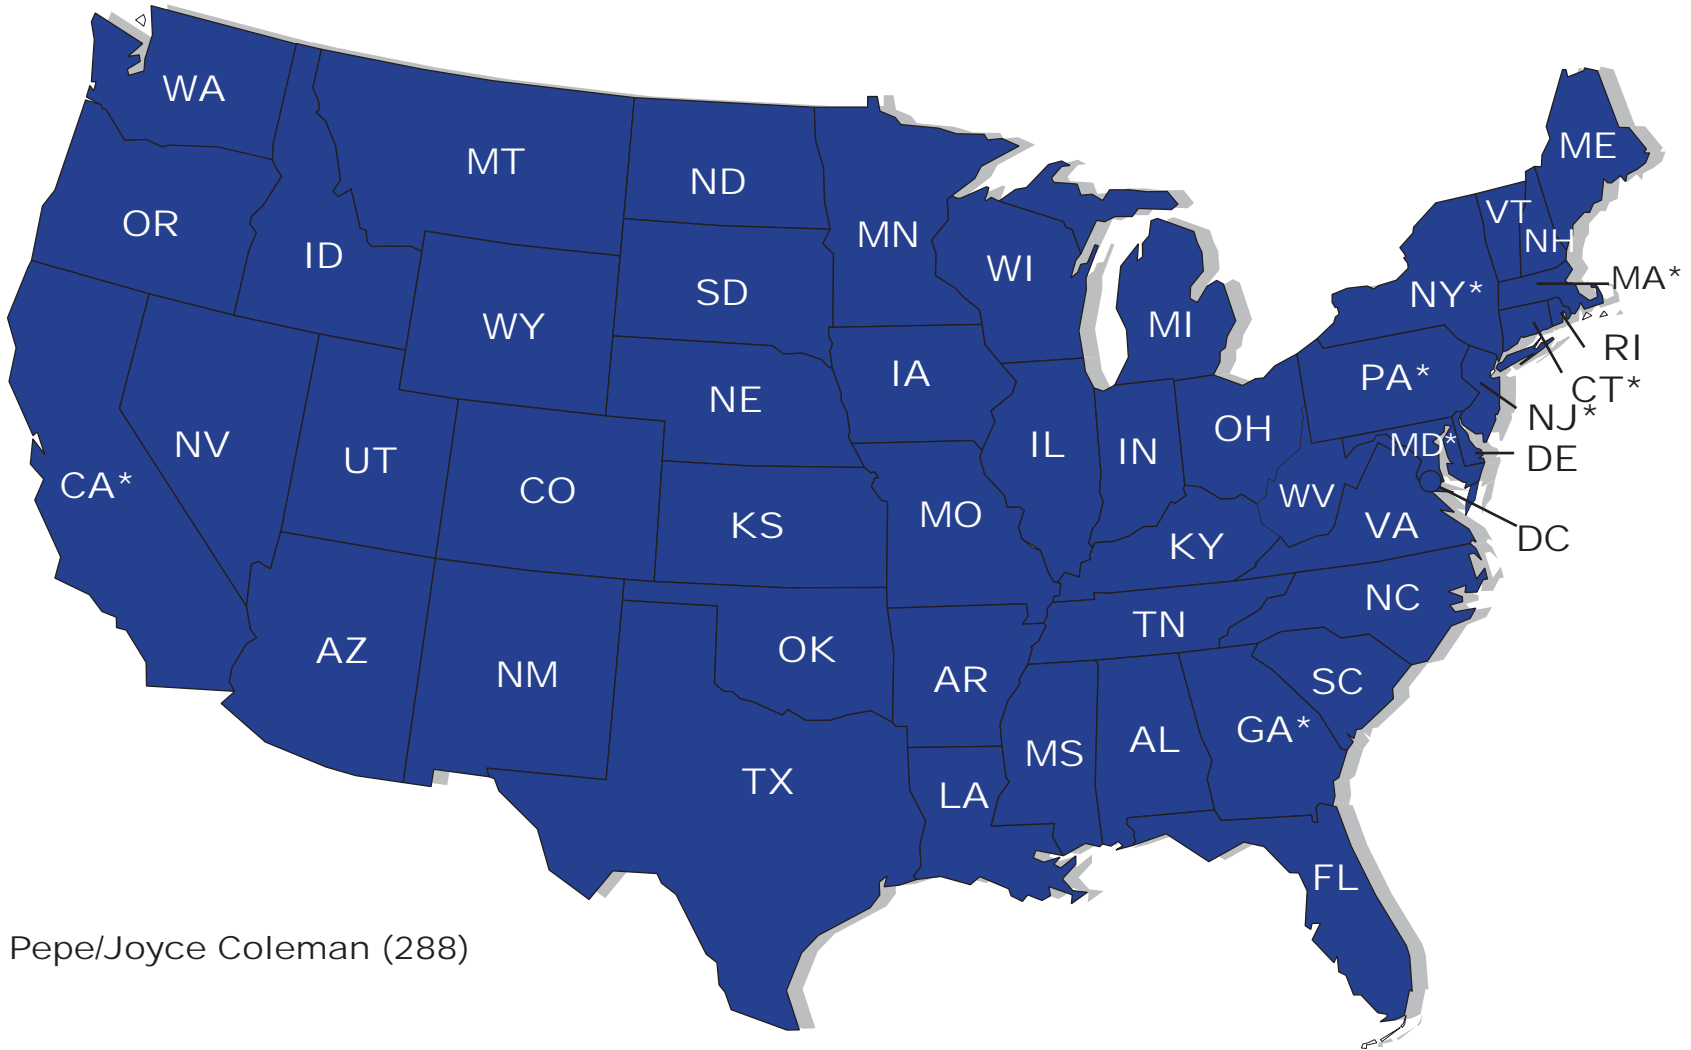 WA
MT
ND
ME
OR
ID
MN
VT
NH
WI
SD
WY
MI
NY*
MA*
RI
IA
NE
PA*
CT*
NJ*
NV
UT
CO
IL
IN
OH
MD*
DE
CA*
KS
MO
WV
VA
DC
KY
NC
TN
AZ
NM
OK
AR
SC
GA*
MS
AL
TX
LA
FL
Pepe/Joyce Coleman (288)